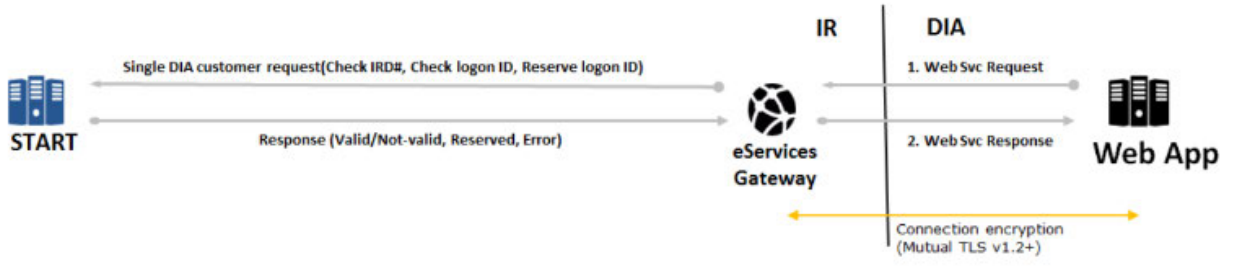 IR DIA
Single DIA customer request(Check IRD#, Check logon ID, Reserve logon ID)
1. Web Svc Request
START
Response (Valid/Not-valid, Reserved, Error)
2. Web Svc Response
eServices
Gateway
Web App
Connection encryption
(Mutual TLS v1.2+)